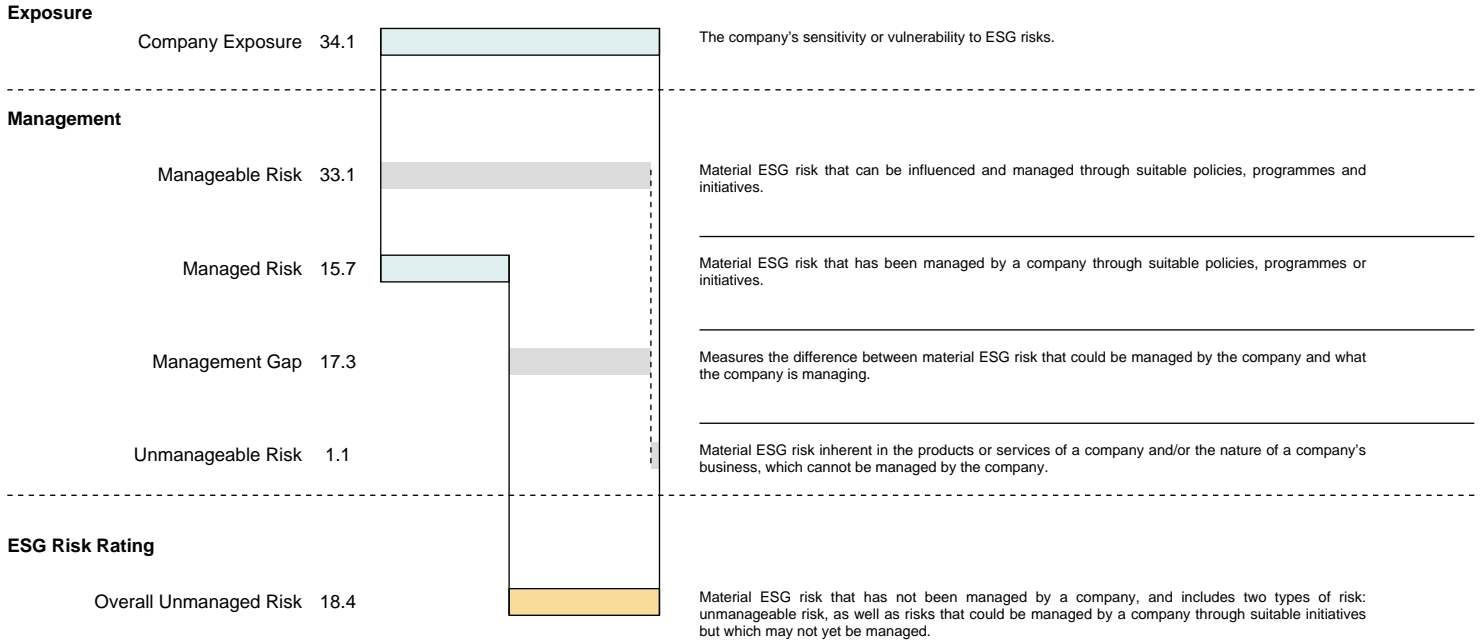 Exposure
Company Exposure 34.1
The company’s sensitivity or vulnerability to ESG risks.
Management
Manageable Risk 33.1
Material ESG risk that can be influenced and managed through suitable policies, programmes and
initiatives.
Managed Risk 15.7
Material ESG risk that has been managed by a company through suitable policies, programmes or
initiatives.
Management Gap 17.3
Measures the difference between material ESG risk that could be managed by the company and what
the company is managing.
Unmanageable Risk 1.1
Material ESG risk inherent in the products or services of a company and/or the nature of a company’s
business, which cannot be managed by the company.
ESG Risk Rating
Overall Unmanaged Risk 18.4
Material ESG risk that has not been managed by a company, and includes two types of risk:
unmanageable risk, as well as risks that could be managed by a company through suitable initiatives
but which may not yet be managed.